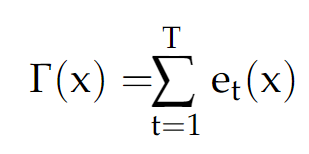 Γ(x) = ∑_{t=1}^{T} e_t(x)